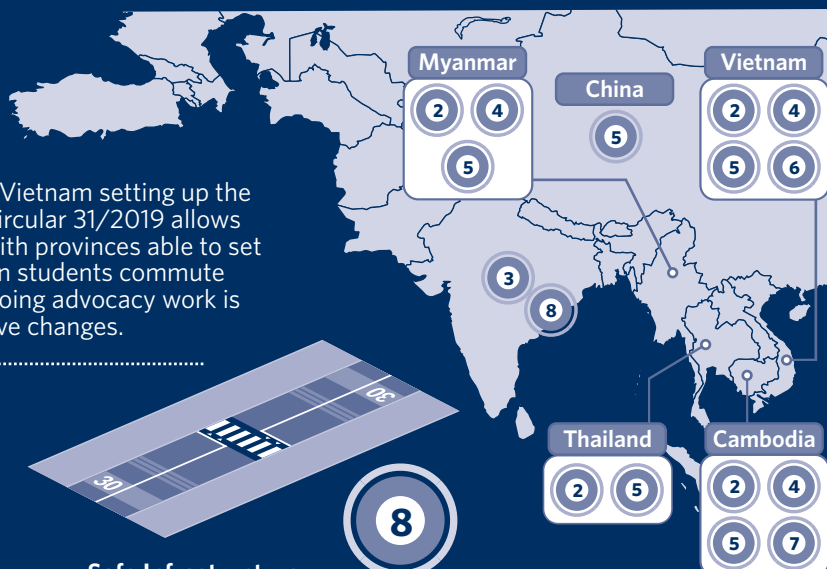 Myanmar
2 4
5
China
5
Vietnam
2 4
5 6
Vietnam setting up the
ircular 31/2019 allows
ith provinces able to set
n students commute
oing advocacy work is
ve changes.
3
8
30
30
8
Thailand
2 5
Cambodia
2 4
5 7